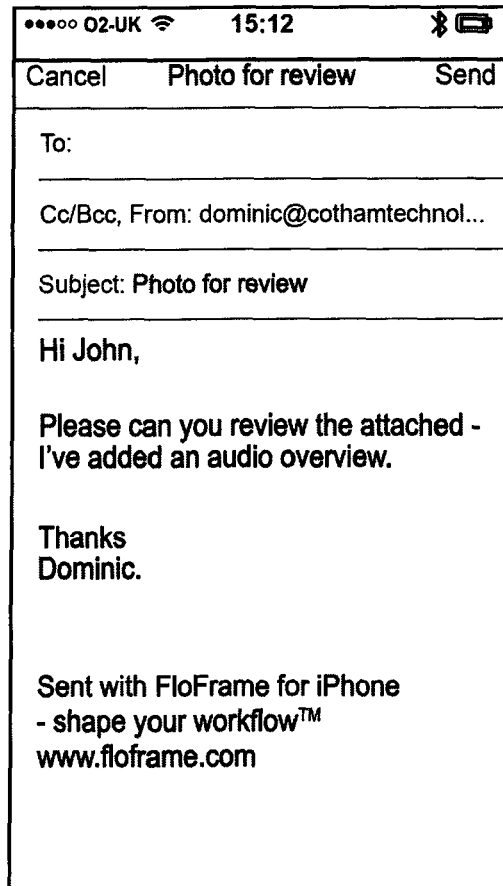 O2-UK 15:12
Cancel Photo for review Send
To:
Cc/Bcc, From: dominic@cothamtechnol...
Subject: Photo for review
Hi John,
Please can you review the attached -
I've added an audio overview.
Thanks
Dominic.
Sent with FloFrame for iPhone
- shape your workflow™
www.floframe.com